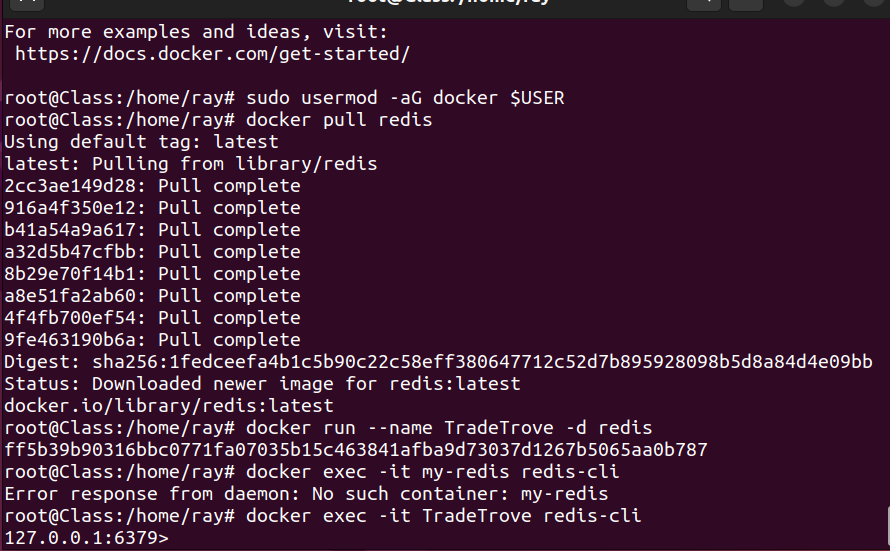 root@Class:/home/ray
For more examples and ideas, visit:
https://docs.docker.com/get-started/
root@Class:/home/ray# sudo usermod -aG docker $USER
root@Class:/home/ray# docker pull redis
Using default tag: latest
latest: Pulling from library/redis
2cc3ae149d28: Pull complete
916a4f350e12: Pull complete
b41a54a9a617: Pull complete
a32d5b47cfbb: Pull complete
8b29e70f14b1: Pull complete
a8e51fa2ab60: Pull complete
4f4fb700ef54: Pull complete
9fe463190b6a: Pull complete
Digest: sha256:1fedceefa4b1c5b90c22c58eff380647712c52d7b895928098b5d8a84d4e09bb
Status: Downloaded newer image for redis:latest
docker.io/library/redis:latest
root@Class:/home/ray# docker run --name TradeTrove -d redis
ff5b39b90316bbc0771fa07035b15c463841afba9d73037d1267b5065aa0b787
root@Class:/home/ray# docker exec -it my-redis redis-cli
Error response from daemon: No such container: my-redis
root@Class:/home/ray# docker exec -it TradeTrove redis-cli
127.0.0.1:6379>